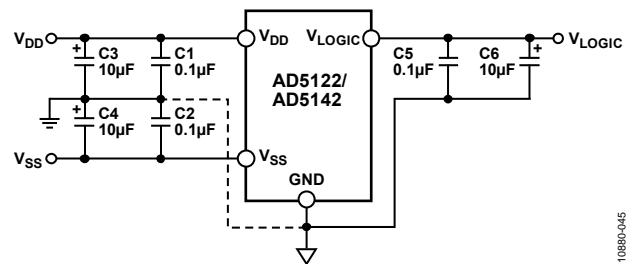 VDD
+ C3
10µF
C1
0.1µF
+ C4
10µF
C2
0.1µF
VSS
VDD
VLOGIC
AD5122/
AD5142
VSS
GND
C5
0.1µF
C6 +
10µF
VLOGIC
10880-045